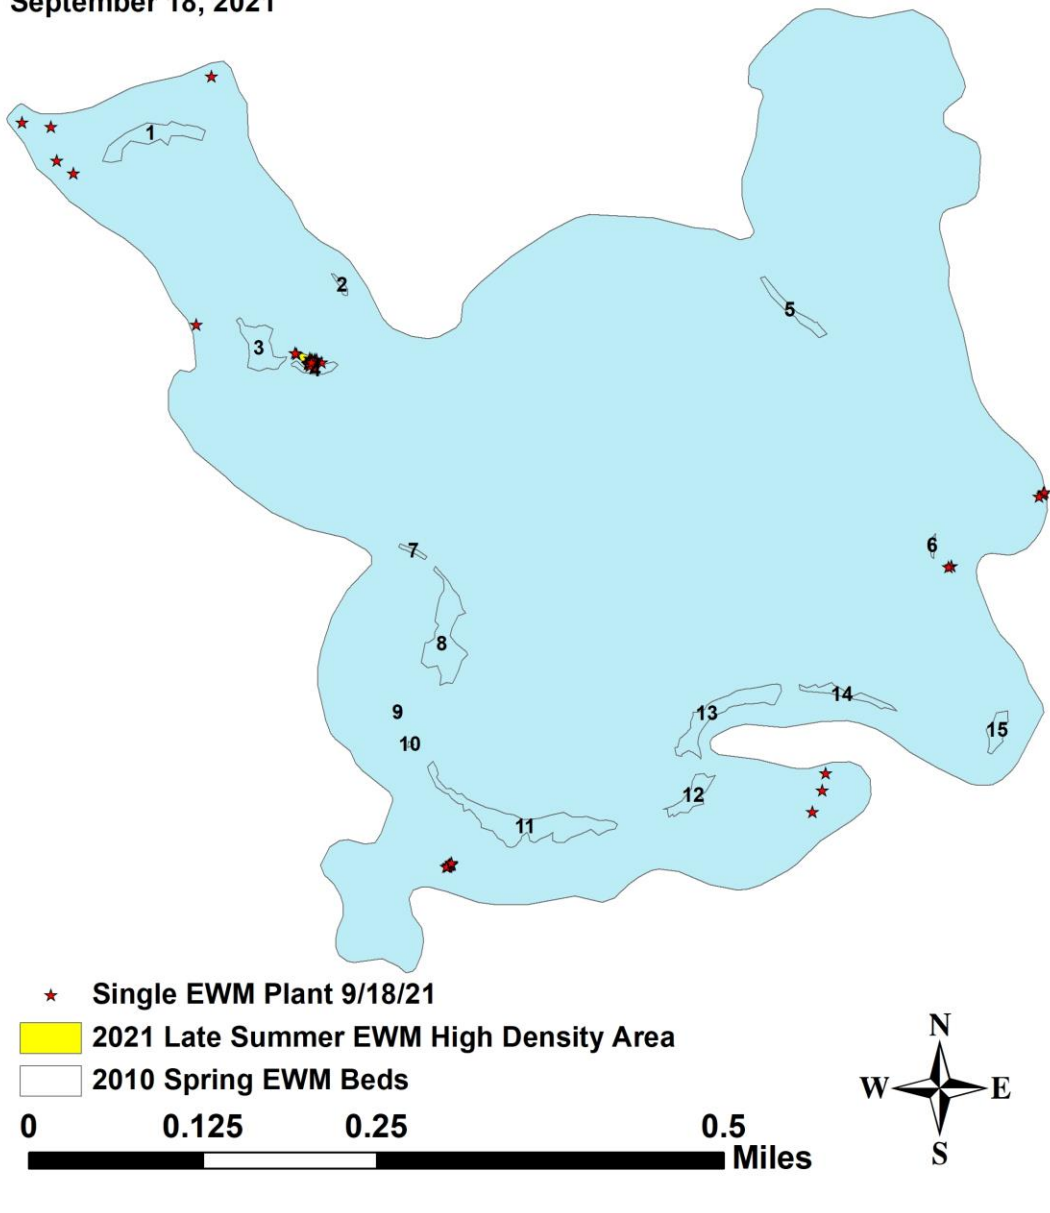 September 18, 2021
1
2
5
3
4
6
7
8
9
10
13
14
15
12
11
Single EWM Plant 9/18/21
2021 Late Summer EWM High Density Area
2010 Spring EWM Beds
N
W
E
S
0 0.125 0.25 0.5
Miles